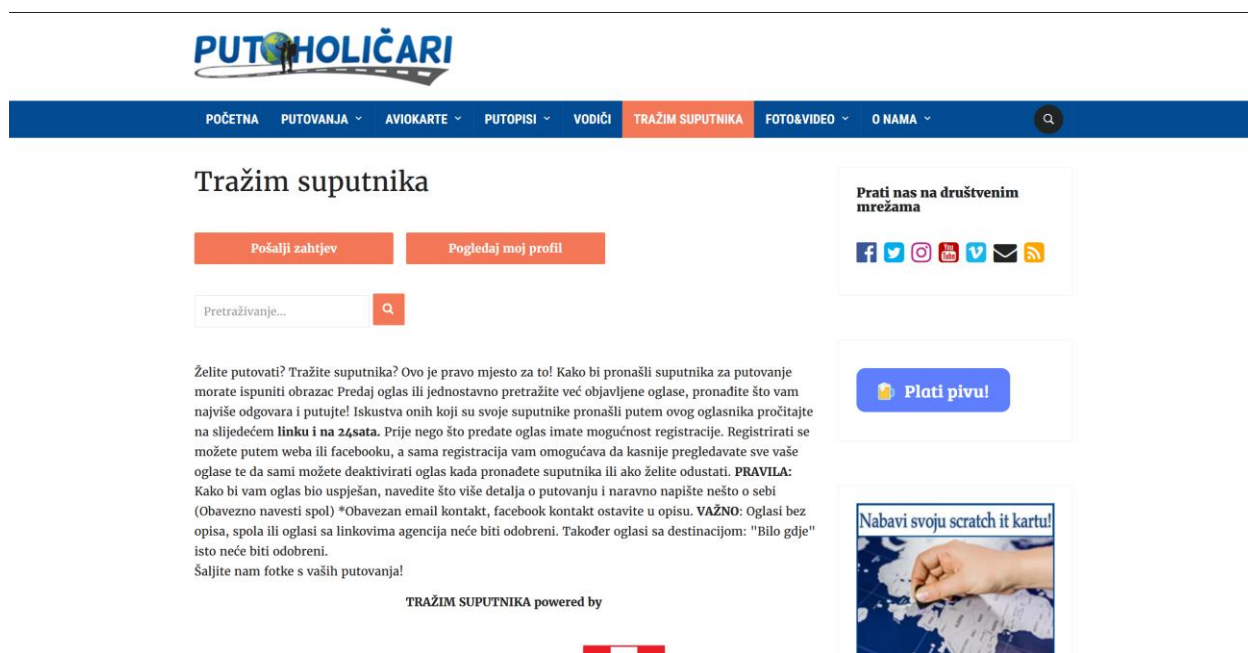 PUTOHOLIČARI
POČETNA PUTOVANJA AVIOKARTE PUTOPISI VODIČI TRAŽIM SUPUTNIKA FOTO&VIDEO O NAMA
Tražim suputnika
Pošalji zahtjev
Pogledaj moj profil
Pretraživanje...
Želite putovati? Tražite suputnika? Ovo je pravo mjesto za to! Kako bi pronašli suputnika za putovanje
morate ispuniti obrazac Predaj oglas ili jednostavno pretražite već objavljene oglase, pronađite što vam
najviše odgovara i putujte! Iskustva onih koji su svoje suputnike pronašli putem ovog oglasnika pročitajte
na slijedećem linku i na 24sata. Prije nego što predate oglas imate mogućnost registracije. Registrirati se
možete putem weba ili facebooku, a sama registracija vam omogućava da kasnije pregledavate sve vaše
oglase te da sami možete deaktivirati oglas kada pronađete suputnika ili ako želite odustati. PRAVILA:
Kako bi vam oglas bio uspješan, navedite što više detalja o putovanju i naravno napište nešto o sebi
(Obavezno navesti spol) *Obavezan email kontakt, facebook kontakt ostavite u opisu. VAŽNO: Oglasi bez
opisa, spola ili oglasi sa linkovima agencija neće biti odobreni. Također oglasi sa destinacijom: "Bilo gdje"
isto neće biti odobreni.
Šaljite nam fotke s vaših putovanja!
TRAŽIM SUPUTNIKA powered by
Prati nas na društvenim
mrežama
You
Tube
Plati pivu!
Nabavi svoju scratch it kartu!